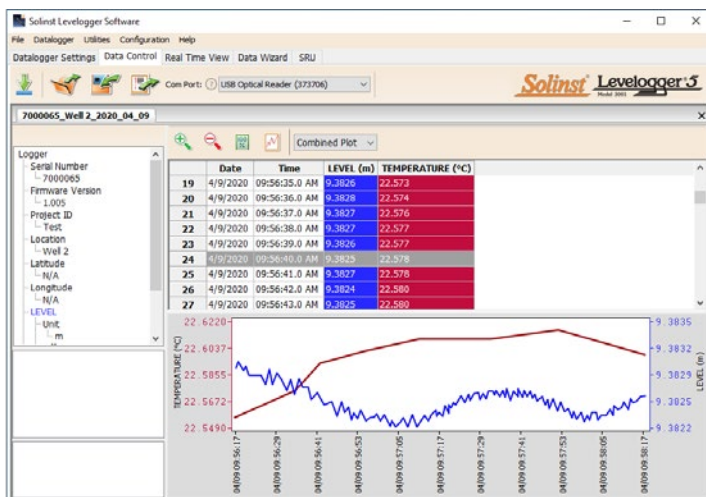 Solinst Levelogger Software
File Datalogger Utilities Configuration Help
Datalogger Settings Data Control Real Time View Data Wizard SRU
Com Port: ? USB Optical Reader (373706)
Solinst Levelogger 5
Model 3001
7000065_Well 2_2020_04_09
Combined Plot
Logger
Serial Number
7000065
Firmware Version
1.005
Project ID
Test
Location
Well 2
Latitude
N/A
Longitude
N/A
LEVEL
Unit
m
Date Time LEVEL (m) TEMPERATURE (°C)
19 4/9/2020 09:56:35.0 AM 9.3826 22.573
20 4/9/2020 09:56:36.0 AM 9.3828 22.574
21 4/9/2020 09:56:37.0 AM 9.3827 22.576
22 4/9/2020 09:56:38.0 AM 9.3827 22.577
23 4/9/2020 09:56:39.0 AM 9.3826 22.577
24 4/9/2020 09:56:40.0 AM 9.3825 22.578
25 4/9/2020 09:56:41.0 AM 9.3827 22.578
26 4/9/2020 09:56:42.0 AM 9.3824 22.580
27 4/9/2020 09:56:43.0 AM 9.3825 22.580
TEMPERATURE (°C)
22.6220
22.6037
22.5855
22.5672
22.5490
9.3835
9.3832
9.3829
9.3825
9.3822
LEVEL (m)
04/09 09:56:17
04/09 09:56:29
04/09 09:56:41
04/09 09:56:53
04/09 09:57:05
04/09 09:57:17
04/09 09:57:29
04/09 09:57:41
04/09 09:57:53
04/09 09:58:05
04/09 09:58:17